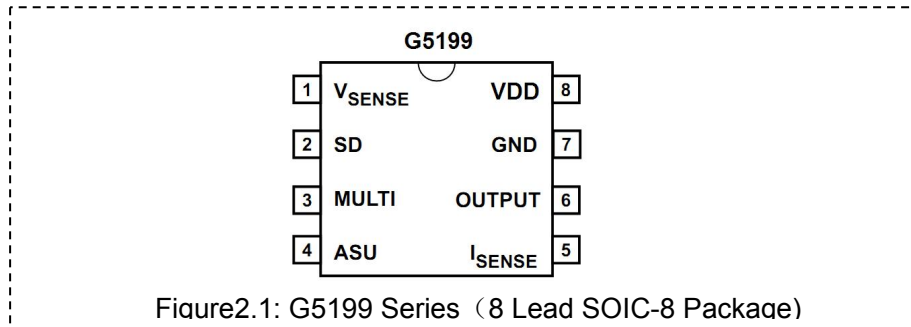 G5199
1 VSENSE VDD 8
2 SD GND 7
3 MULTI OUTPUT 6
4 ASU ISENSE 5
Figure2.1: G5199 Series（8 Lead SOIC-8 Package)